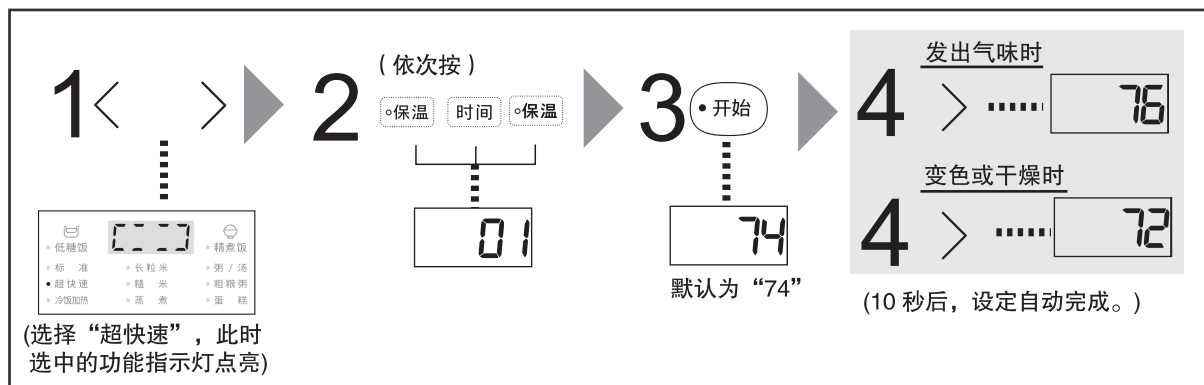 1
低糖饭
精煮饭
标 准
长粒米
粥 / 汤
超快速
糙 米
粗粮粥
冷饭加热
蒸 煮
蛋 糕
(选择“超快速”，此时
选中的功能指示灯点亮)
2
(依次按)
保温 时间 保温
01
3
开始
74
默认为“74”
4
发出气味时
76
4
变色或干燥时
72
(10 秒后，设定自动完成。)